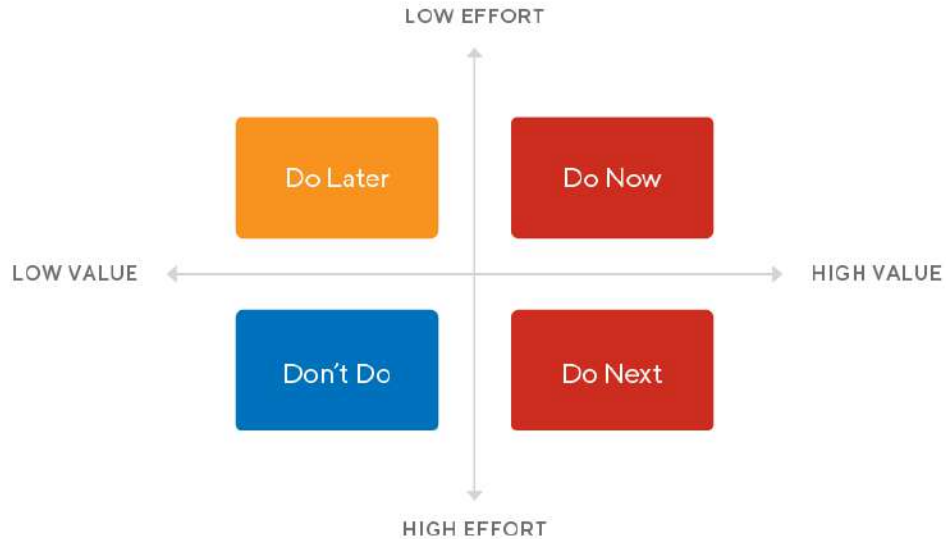 LOW EFFORT
Do Later
Do Now
LOW VALUE
HIGH VALUE
Don't Do
Do Next
HIGH EFFORT